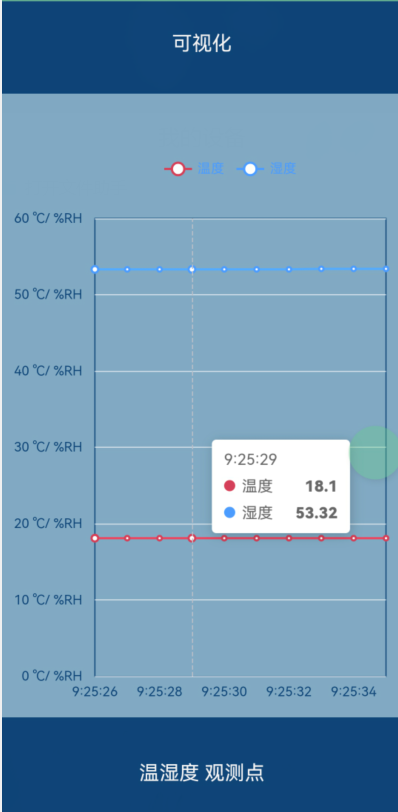 可视化
温度 湿度
60 ℃/ %RH
50 ℃/ %RH
40 ℃/ %RH
30 ℃/ %RH
20 ℃/ %RH
10 ℃/ %RH
0 ℃/ %RH
9:25:29
温度 18.1
湿度 53.32
9:25:26 9:25:28 9:25:30 9:25:32 9:25:34
温湿度 观测点